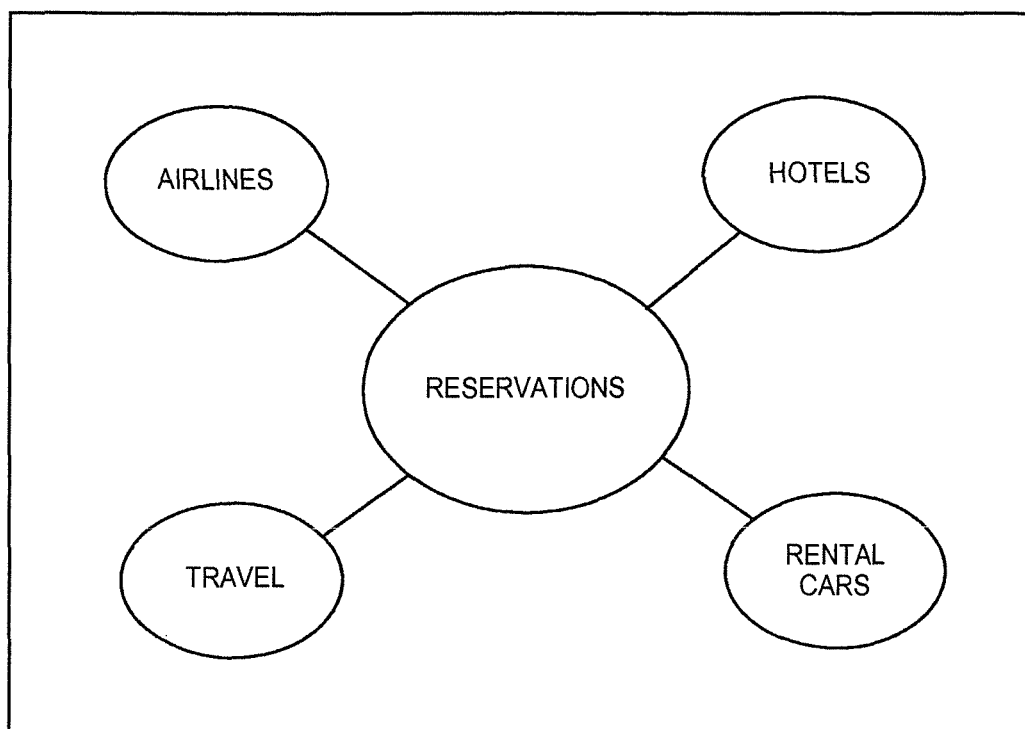 AIRLINES
HOTELS
RESERVATIONS
TRAVEL
RENTAL
CARS